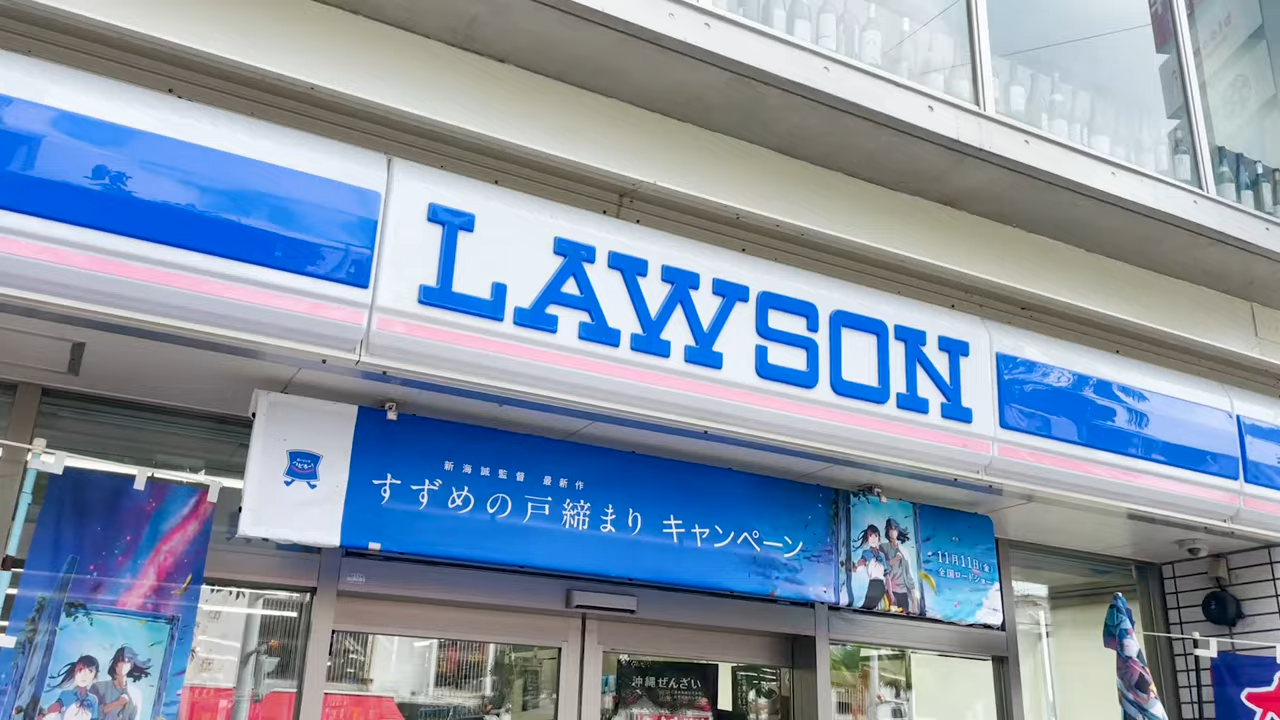 LAWSON
新海誠監督 最新作
すずめの戸締まり キャンペーン
11月11日(金)
全国ロードショー
沖縄ぜんざい